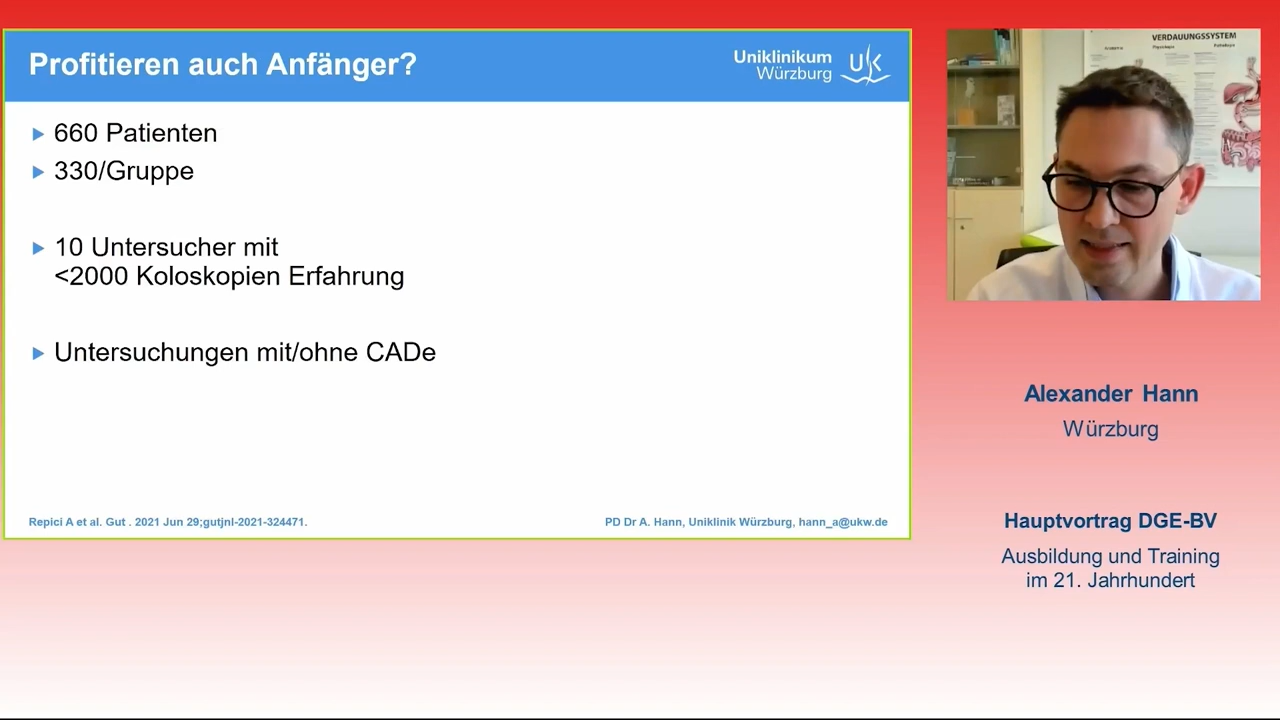 Profitieren auch Anfänger?
Uniklinikum
Würzburg
UK
660 Patienten
330/Gruppe
10 Untersucher mit
<2000 Koloskopien Erfahrung
Untersuchungen mit/ohne CADe
Repici A et al. Gut . 2021 Jun 29;gutjnl-2021-324471.
PD Dr A. Hann, Uniklinik Würzburg, hann_a@ukw.de
VERDAUUNGSSYSTEM
Alexander Hann
Würzburg
Hauptvortrag DGE-BV
Ausbildung und Training
im 21. Jahrhundert